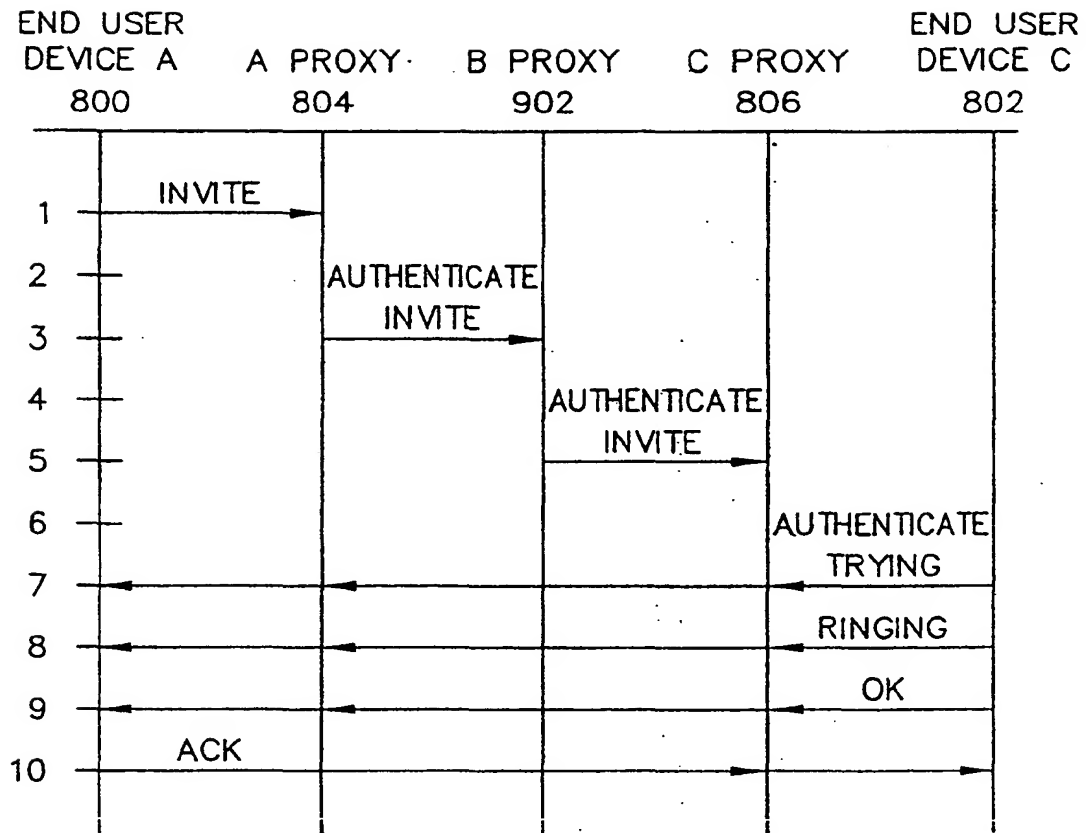 END USER DEVICE A
A PROXY
B PROXY
C PROXY
END USER DEVICE C
800
804
902
806
802
1
INVITE
2
AUTHENTICATE
3
INVITE
4
AUTHENTICATE
5
INVITE
6
AUTHENTICATE
7
TRYING
8
RINGING
9
OK
10
ACK